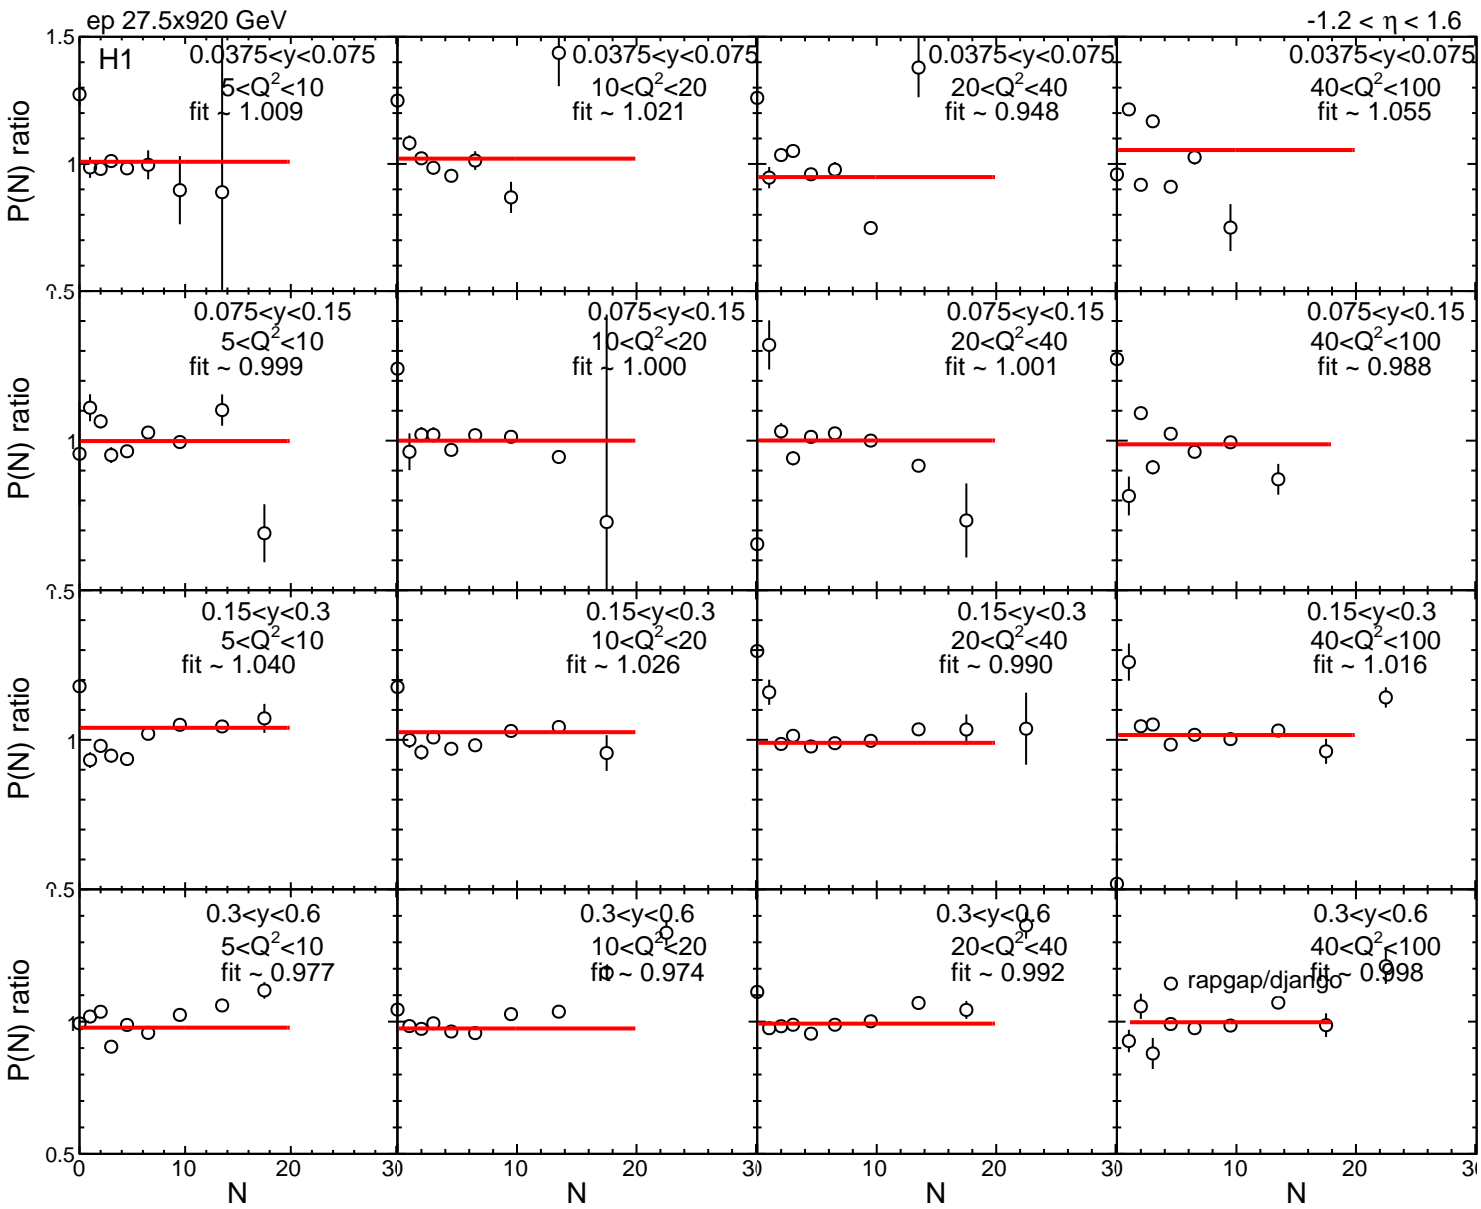 ep 27.5x920 GeV
-1.2 < η < 1.6
H1
0.0375<y<0.075
5<Q²<10
fit ~ 1.009
0.0375<y<0.075
10<Q²<20
fit ~ 1.021
0.0375<y<0.075
20<Q²<40
fit ~ 0.948
0.0375<y<0.075
40<Q²<100
fit ~ 1.055
1.5
1
P(N) ratio
0.075<y<0.15
5<Q²<10
fit ~ 0.999
0.075<y<0.15
10<Q²<20
fit ~ 1.000
0.075<y<0.15
20<Q²<40
fit ~ 1.001
0.075<y<0.15
40<Q²<100
fit ~ 0.988
1
P(N) ratio
0.15<y<0.3
5<Q²<10
fit ~ 1.040
0.15<y<0.3
10<Q²<20
fit ~ 1.026
0.15<y<0.3
20<Q²<40
fit ~ 0.990
0.15<y<0.3
40<Q²<100
fit ~ 1.016
1
P(N) ratio
0.3<y<0.6
5<Q²<10
fit ~ 0.977
0.3<y<0.6
10<Q²<20
fit ~ 0.974
0.3<y<0.6
20<Q²<40
fit ~ 0.992
0.3<y<0.6
40<Q²<100
fit ~ 0.998
rapgap/django
1
0.5
P(N) ratio
0 10 20
10 20
10 20
10 20
N N N N